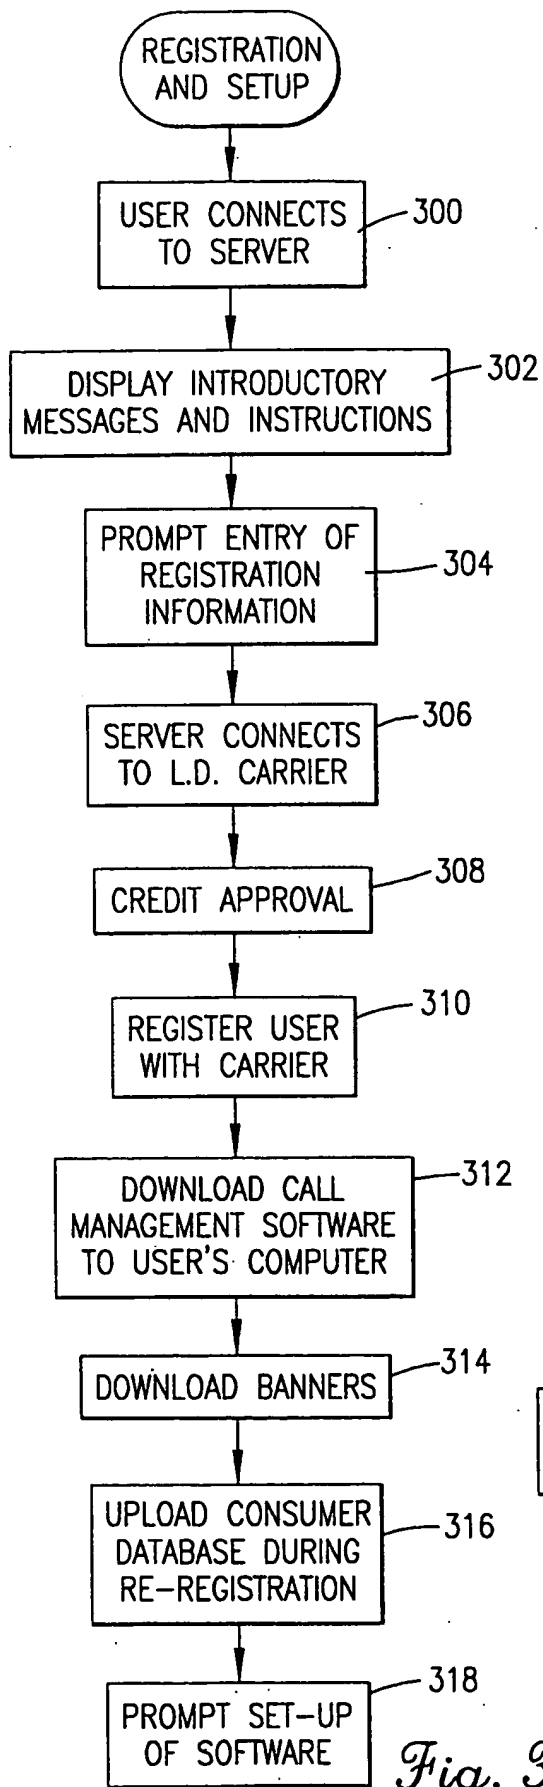 REGISTRATION
AND SETUP
USER CONNECTS
TO SERVER
300
DISPLAY INTRODUCTORY
MESSAGES AND INSTRUCTIONS
302
PROMPT ENTRY OF
REGISTRATION
INFORMATION
304
SERVER CONNECTS
TO L.D. CARRIER
306
CREDIT APPROVAL
308
REGISTER USER
WITH CARRIER
310
DOWNLOAD CALL
MANAGEMENT SOFTWARE
TO USER'S COMPUTER
312
DOWNLOAD BANNERS
314
UPLOAD CONSUMER
DATABASE DURING
RE-REGISTRATION
316
PROMPT SET-UP
OF SOFTWARE
318
Fig. 3